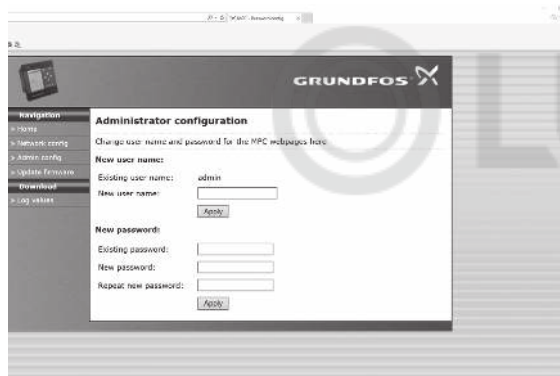 GRUNDFOS
Navigation
> Home
> Network config
> Admin config
> Update firmware
Download
> Log values
Administrator configuration
Change user name and password for the MPC webpages here
New user name:
Existing user name: admin
New user name:
Apply
New password:
Existing password:
New password:
Repeat new password:
Apply